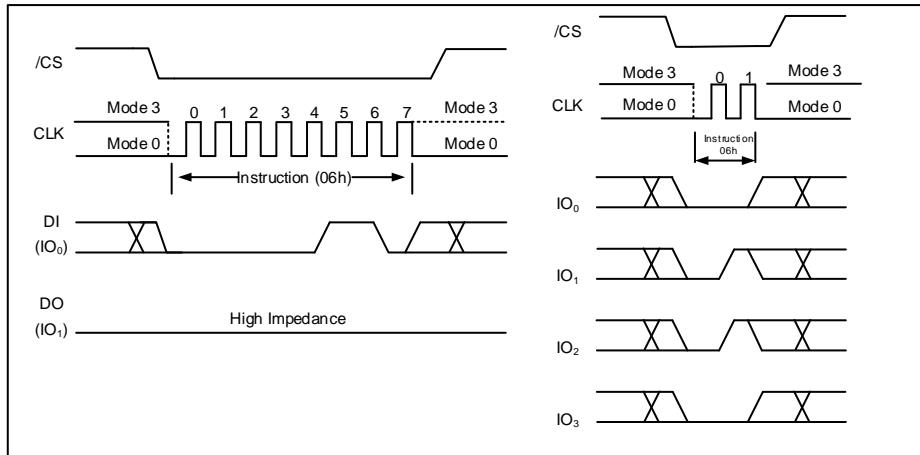 /CS
Mode 3 0 1 2 3 4 5 6 7 Mode 3
CLK
Mode 0 Mode 0
Instruction (06h)
DI
(IO0)
DO
(IO1)
High Impedance
/CS
Mode 3 0 1 Mode 3
CLK
Mode 0 Mode 0
Instruction
06h
IO0
IO1
IO2
IO3